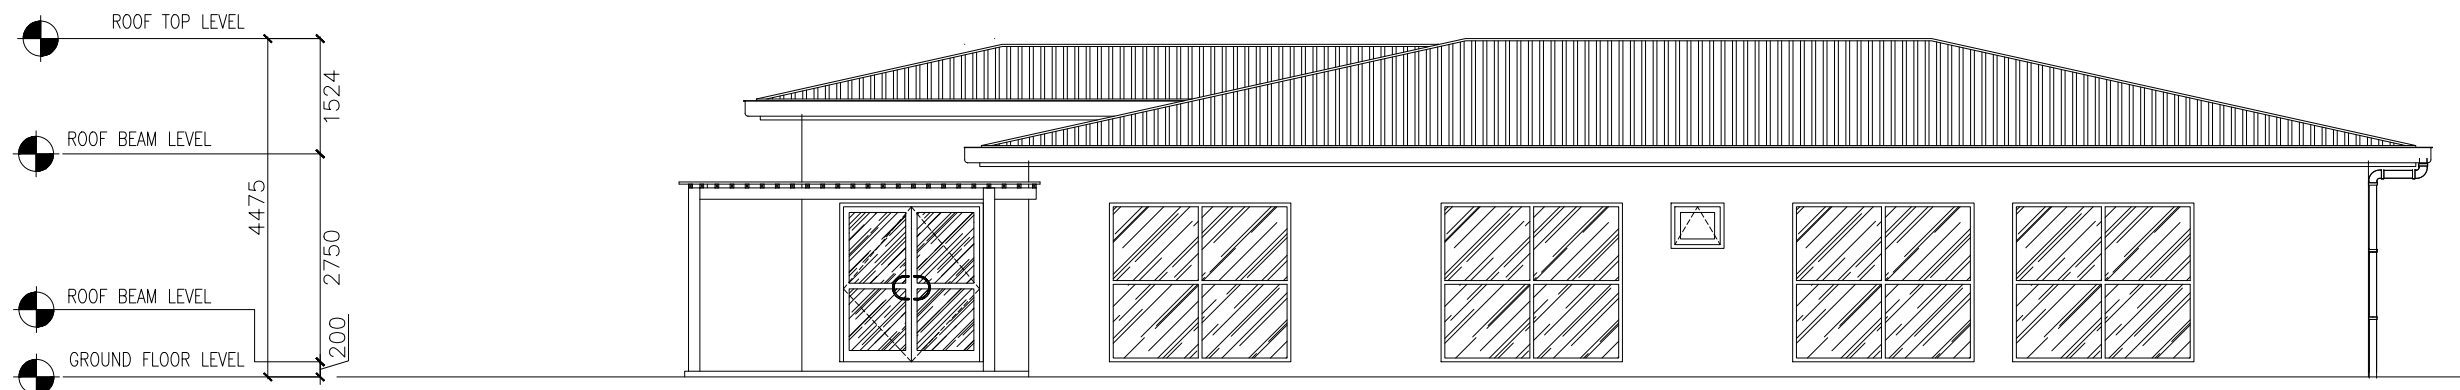 ROOF TOP LEVEL
1524
ROOF BEAM LEVEL
4475
2750
ROOF BEAM LEVEL
200
GROUND FLOOR LEVEL